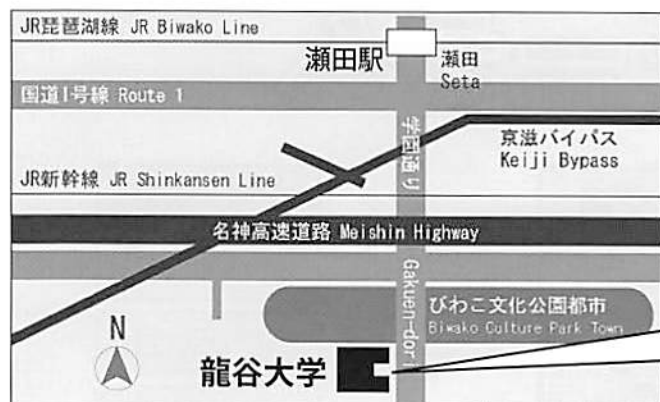 JR琵琶湖線 JR Biwako Line
瀬田駅
瀬田
Seta
国道1号線 Route 1
学園通り
京滋バイパス
Keiji Bypass
JR新幹線 JR Shinkansen Line
名神高速道路 Meishin Highway
Gakuen-dori
びわこ文化公園都市
Biwako Culture Park Town
N
龍谷大学